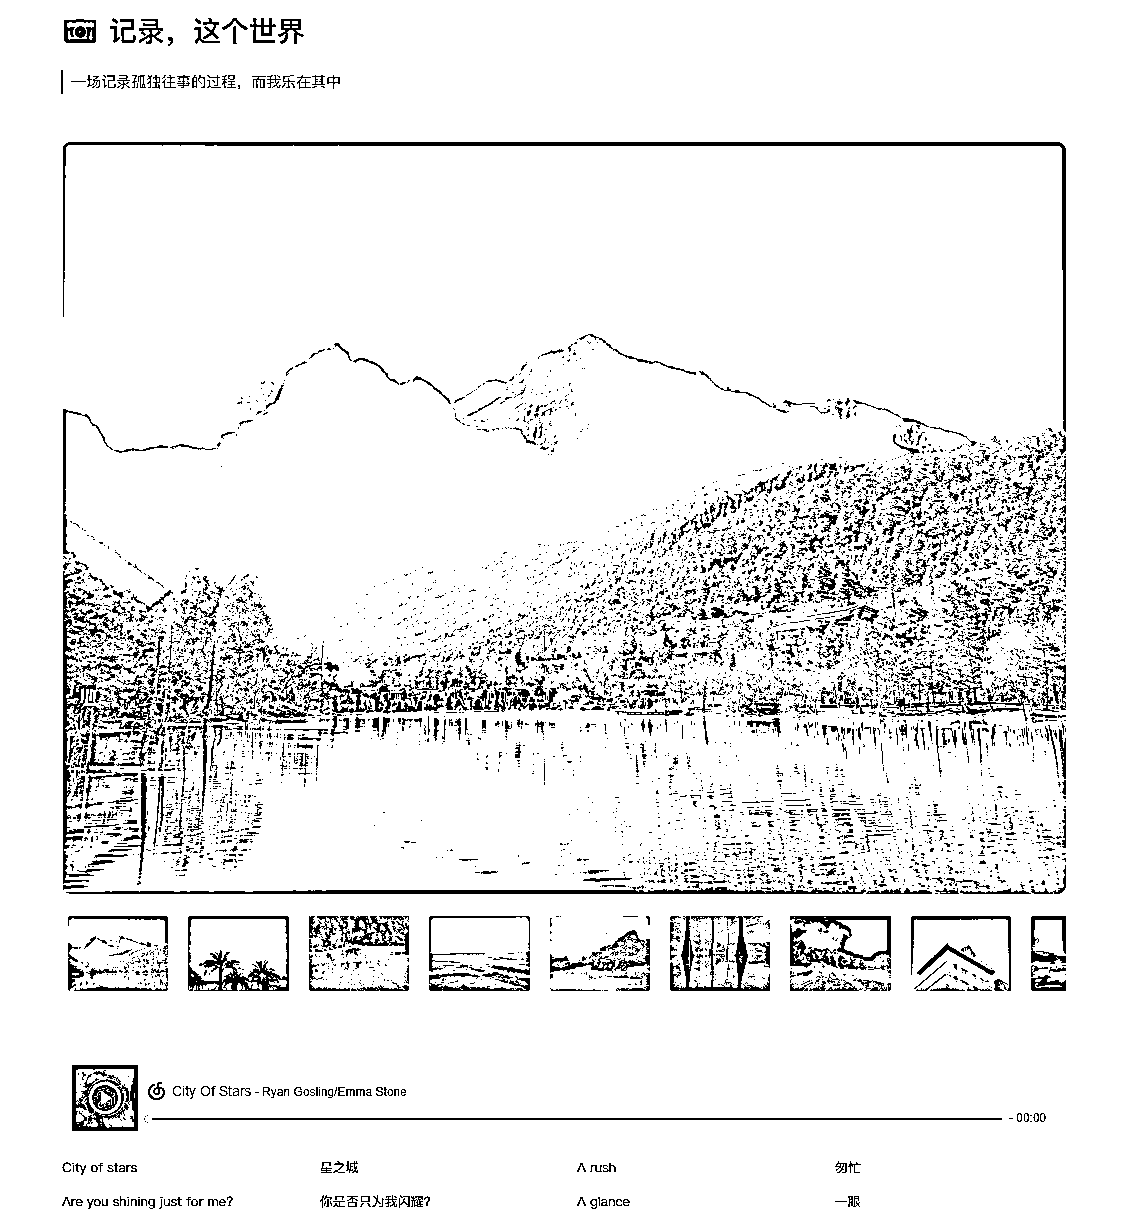 记录，这个世界
一场记录孤独往事的过程，而我乐在其中
City Of Stars - Ryan Gosling/Emma Stone
- 00:00
City of stars 星之城 A rush 匆忙
Are you shining just for me? 你是否只为我闪耀? A glance 一眼